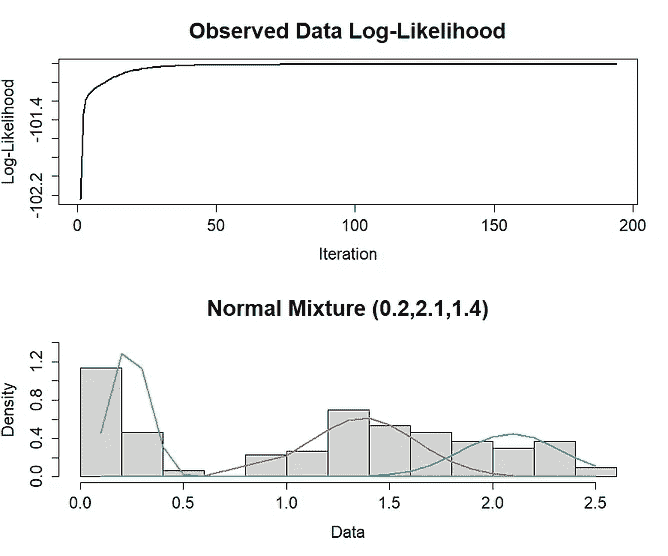 Observed Data Log-Likelihood
Log-Likelihood
-101.4
-102.2
0 50 100 150 200
Iteration
Normal Mixture (0.2,2.1,1.4)
Density
1.2
0.8
0.4
0.0
0.0 0.5 1.0 1.5 2.0 2.5
Data